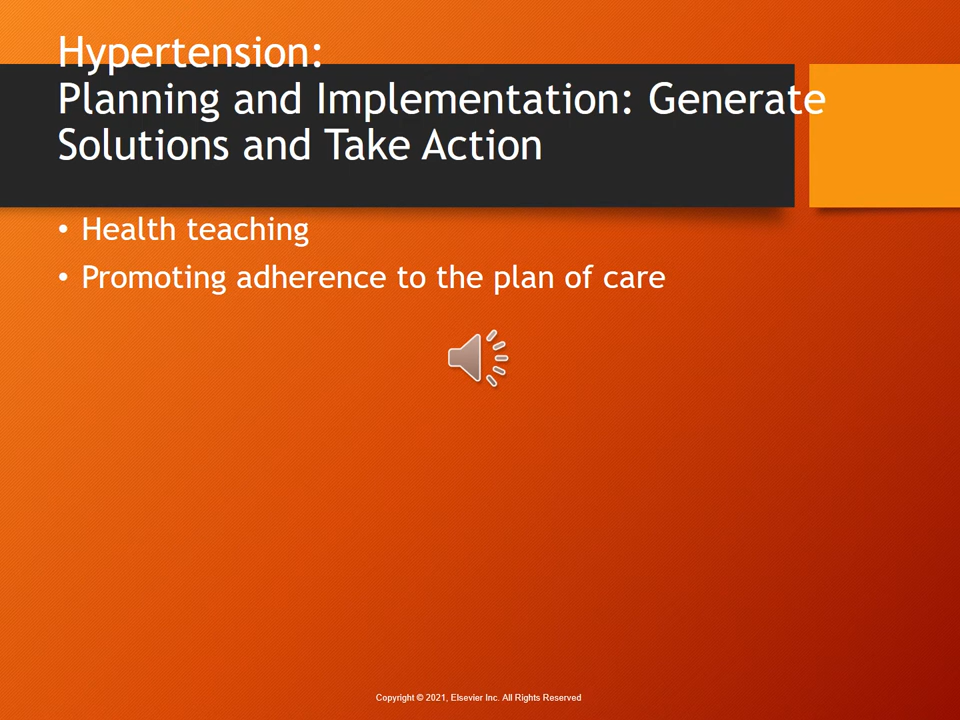 Hypertension:
Planning and Implementation: Generate
Solutions and Take Action
• Health teaching
• Promoting adherence to the plan of care
Copyright © 2021, Elsevier Inc. All Rights Reserved